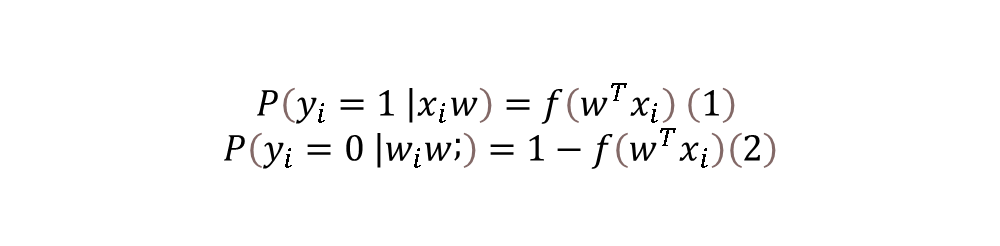 P(yᵢ = 1 |xᵢw) = f(wᵀxᵢ) (1)
P(yᵢ = 0 |wᵢw;) = 1 − f(wᵀxᵢ)(2)